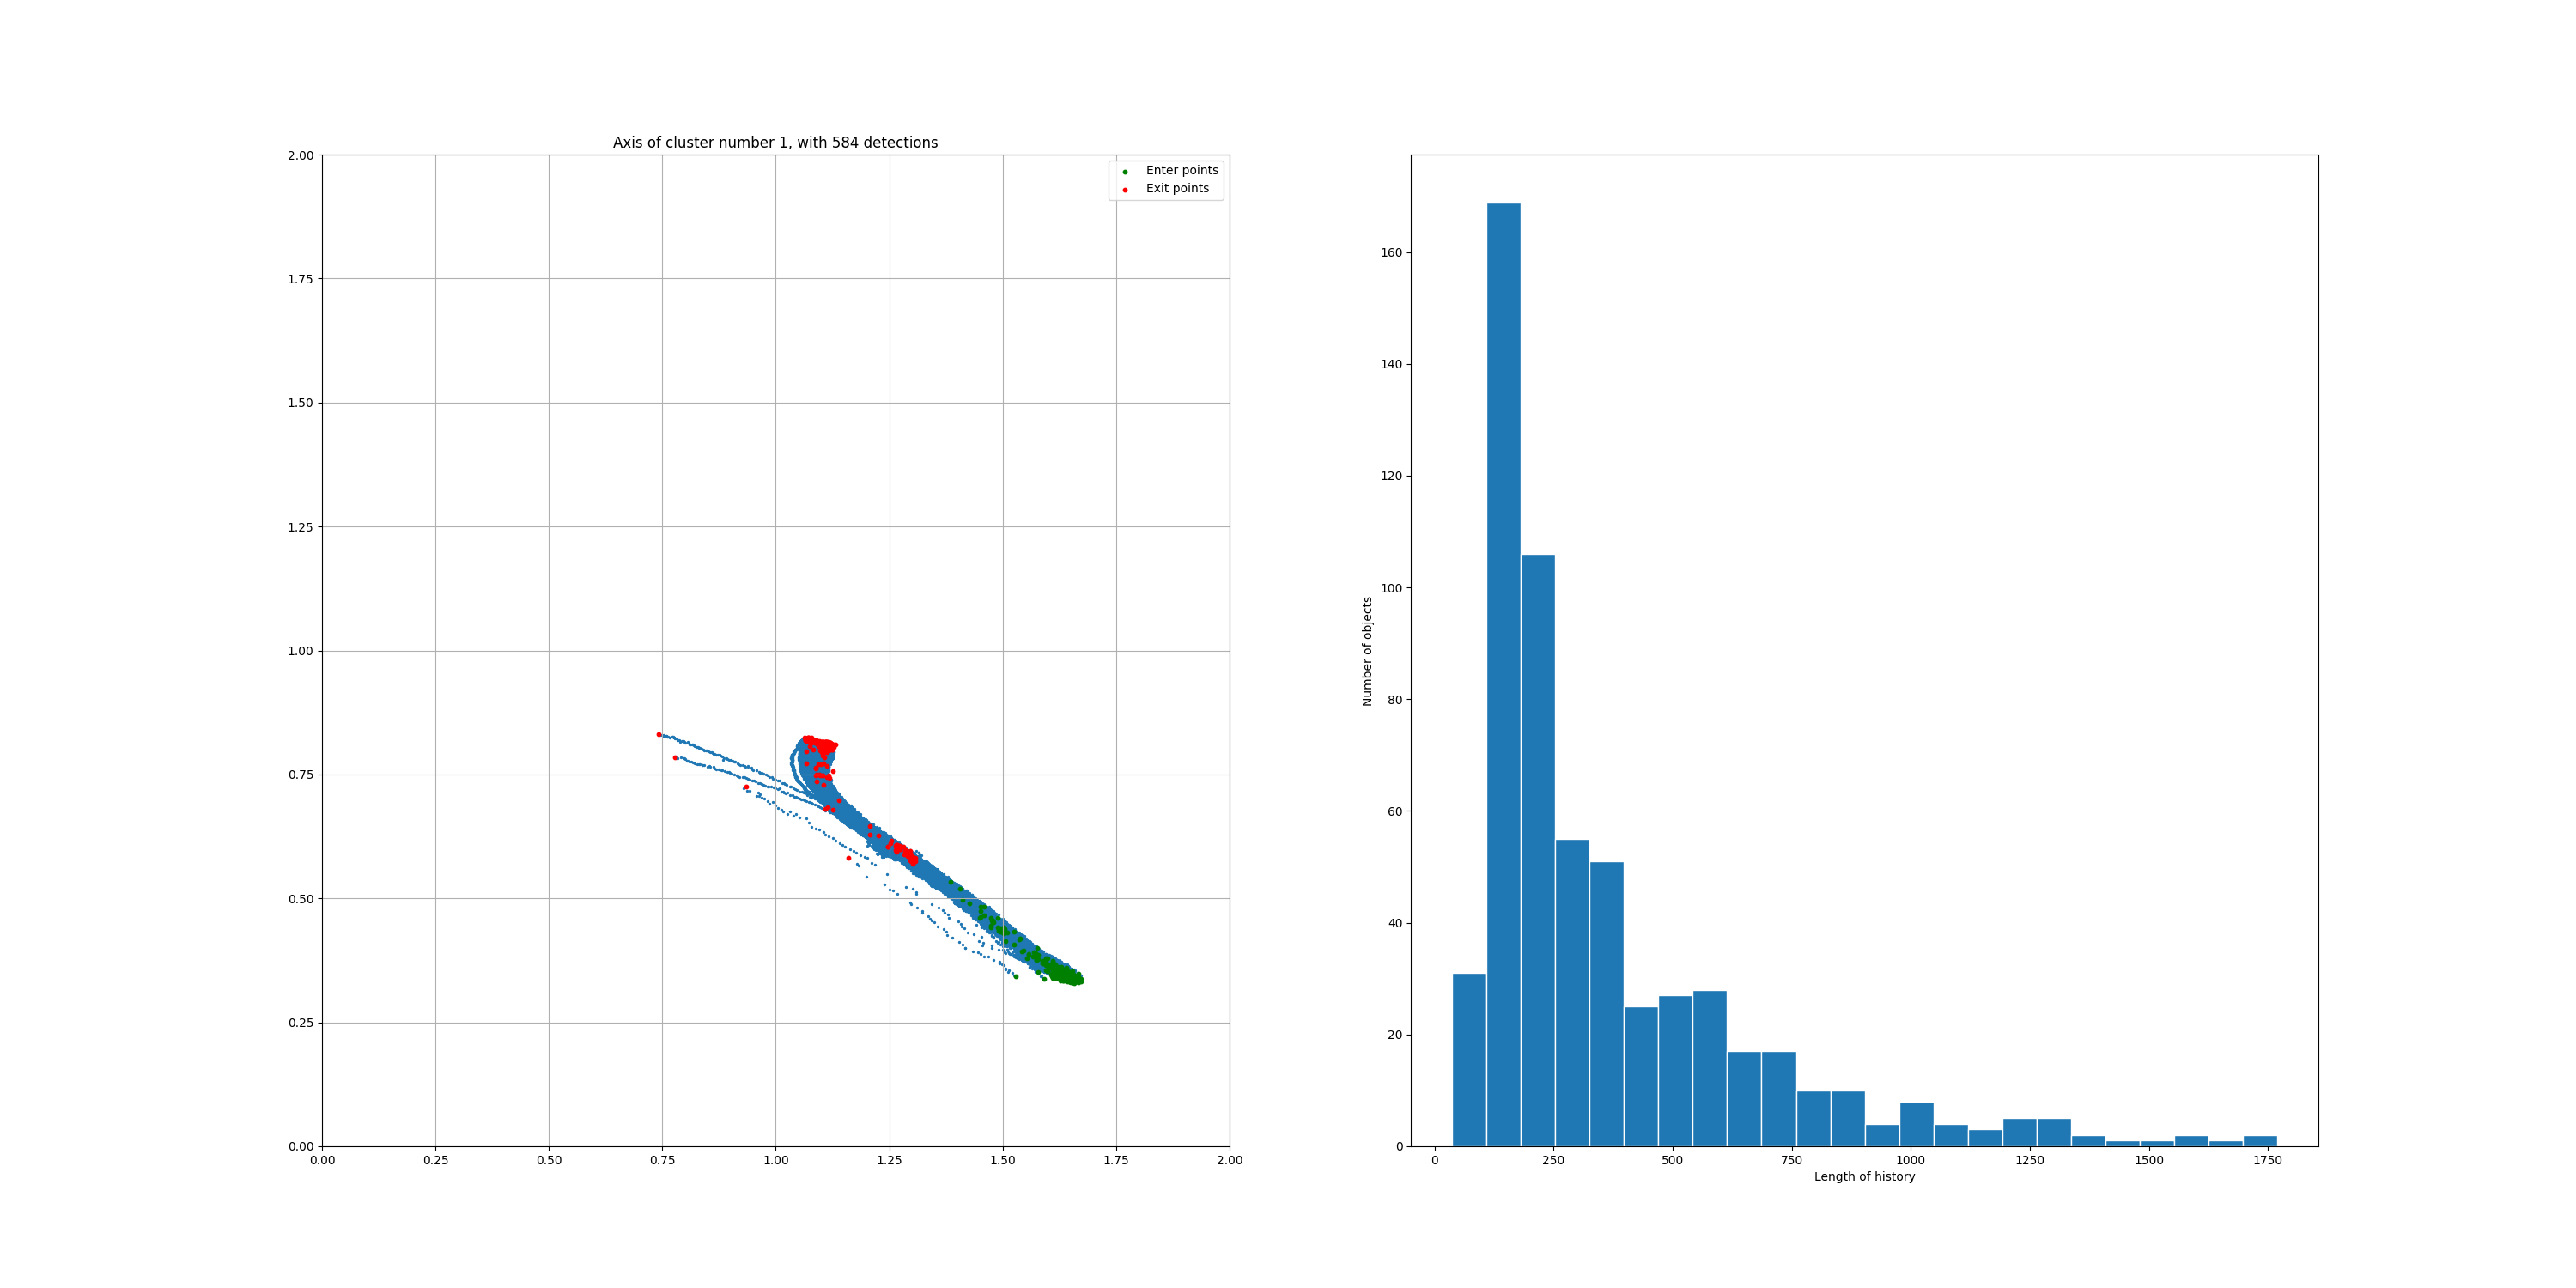 Axis of cluster number 1, with 584 detections
Enter points
Exit points
2.00
1.75
1.50
1.25
1.00
0.75
0.50
0.25
0.00
0.00 0.25 0.50 0.75 1.00 1.25 1.50 1.75 2.00
Number of objects
160
140
120
100
80
60
40
20
0
0 250 500 750 1000 1250 1500 1750
Length of history